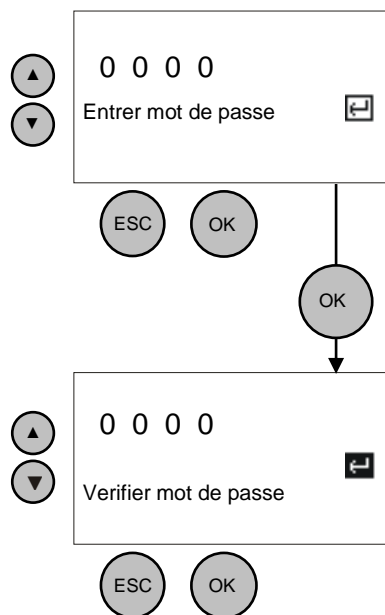 0 0 0 0
Entrer mot de passe
ESC OK
OK
0 0 0 0
Verifier mot de passe
ESC OK